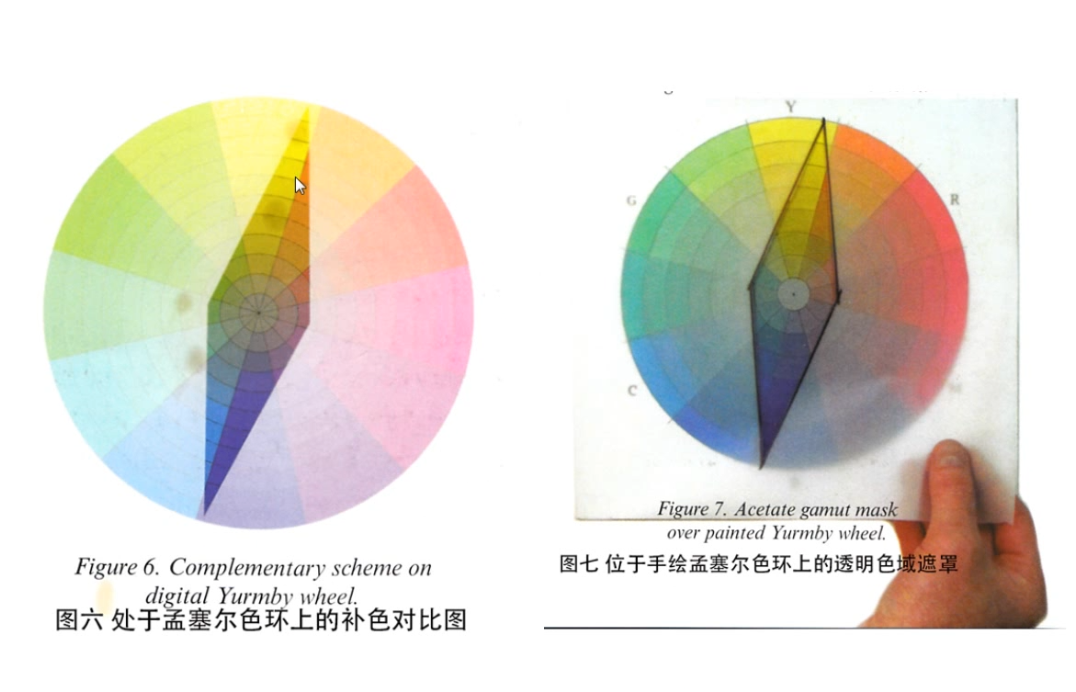 Figure 6. Complementary scheme on
digital Yurmby wheel.
图六 处于孟塞尔色环上的补色对比图
Y
G
R
C
Figure 7. Acetate gamut mask
over painted Yurmby wheel.
图七 位于手绘孟塞尔色环上的透明色域遮罩